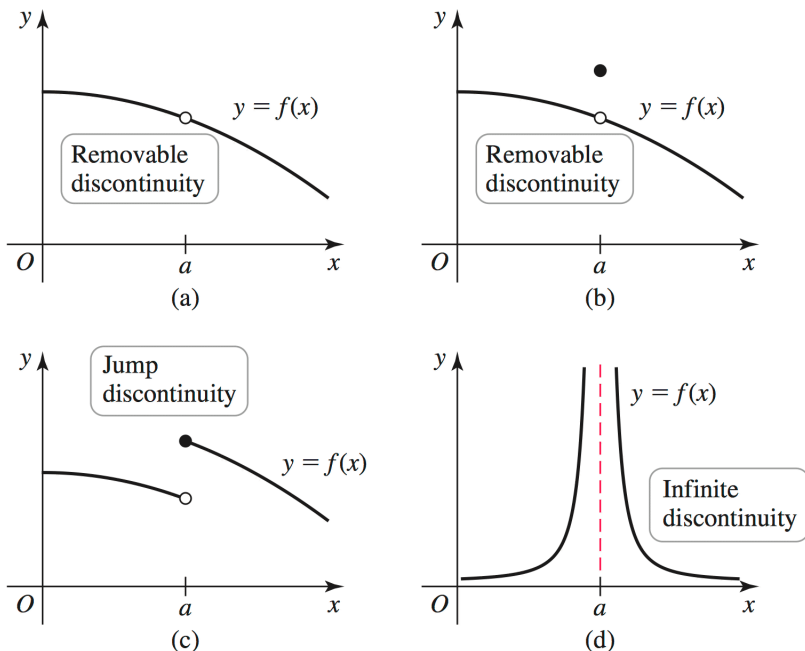 y
y = f(x)
Removable
discontinuity
O
a
x
(a)
y
y = f(x)
Removable
discontinuity
O
a
x
(b)
y
Jump
discontinuity
y = f(x)
O
a
x
(c)
y
y = f(x)
Infinite
discontinuity
O
a
x
(d)